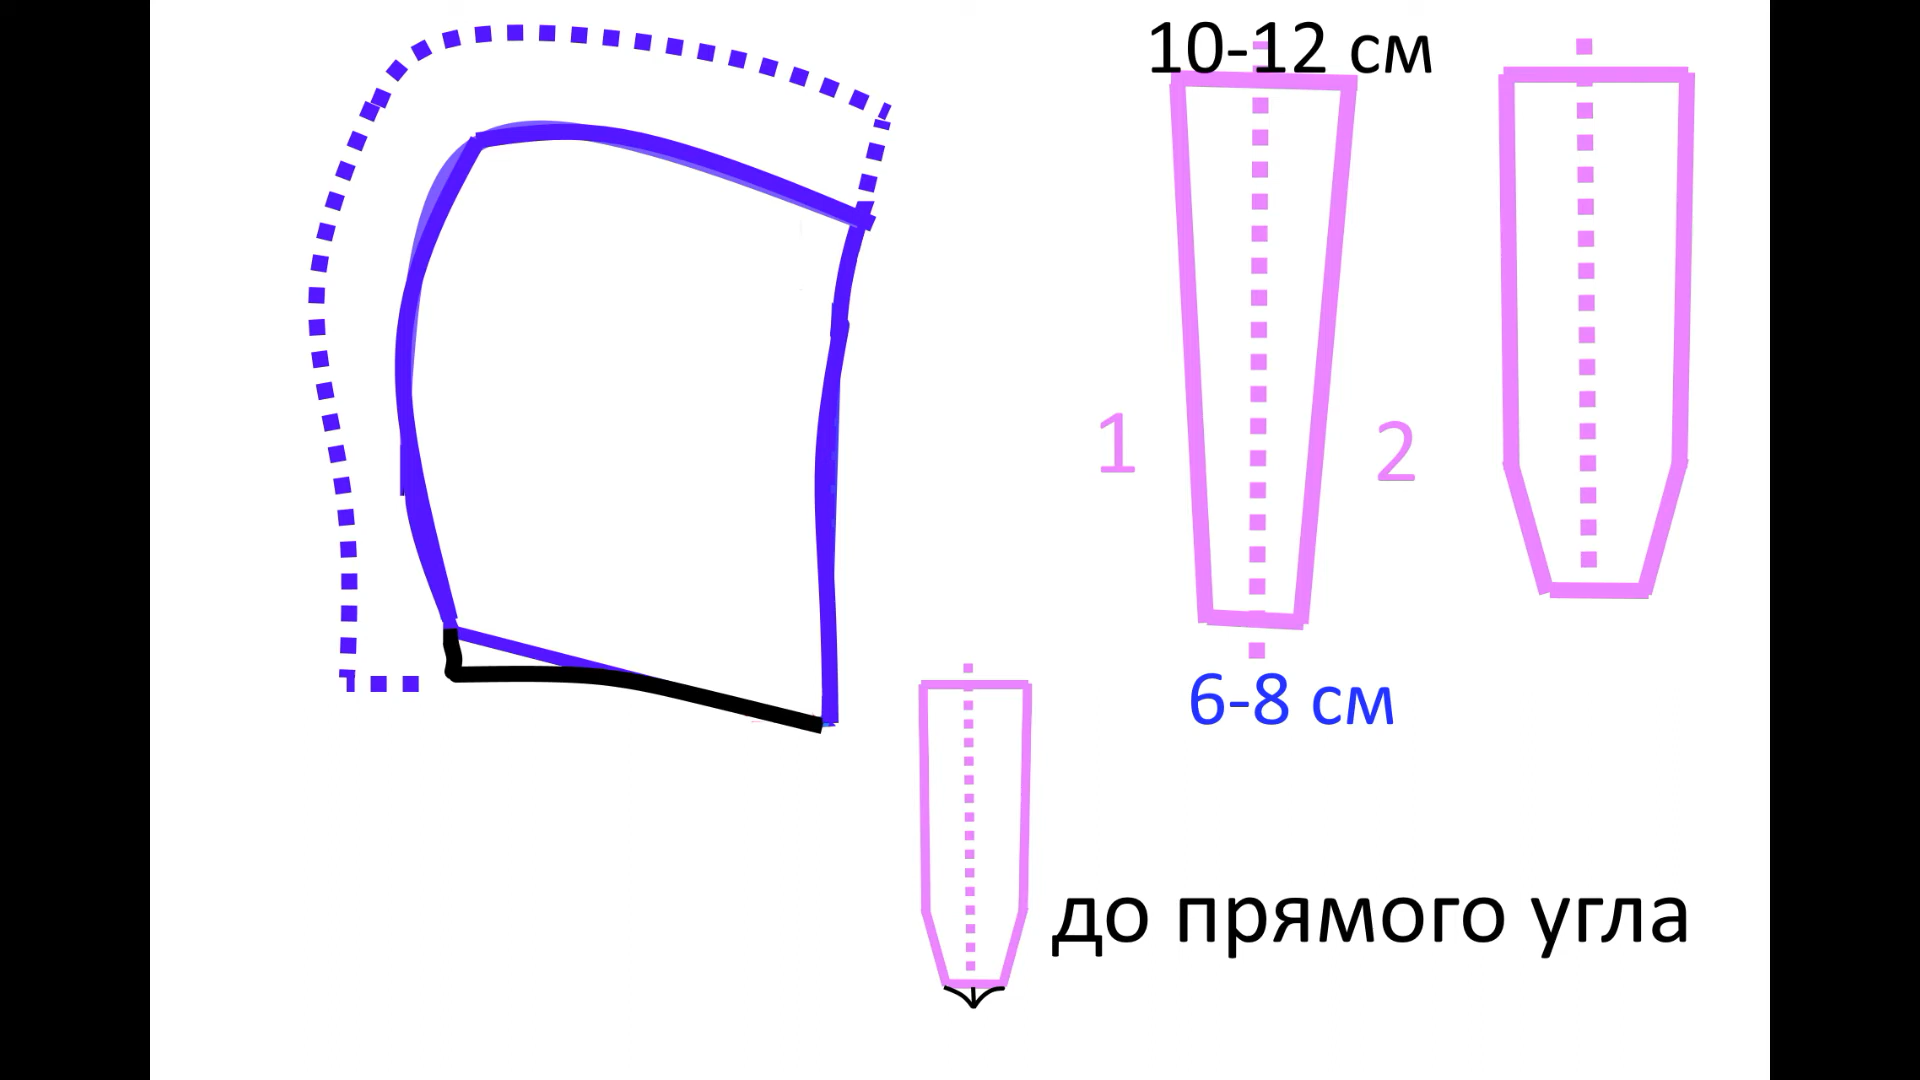 10-12 см
1
2
6-8 см
до прямого угла